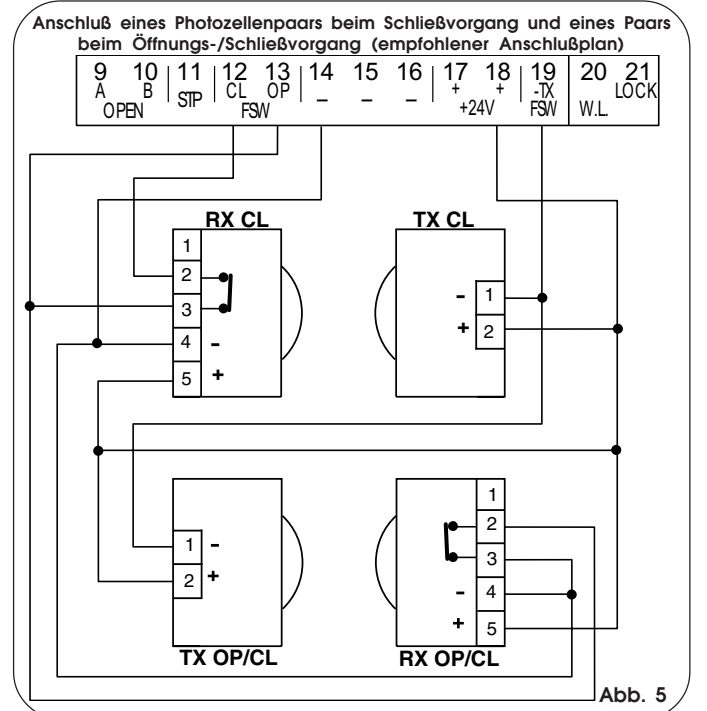 Anschluß eines Photozellenpaars beim Schließvorgang und eines Paars
beim Öffnungs-/Schließvorgang (empfohlener Anschlußplan)
9 10 11 12 13 14 15 16 17 18 19 20 21
A B STP CL OP – – – + + -TX LOCK
OPEN FSW +24V FSW W.L.
RX CL
1
2
3
4 -
5 +
TX CL
- 1
+ 2
1 -
2 +
TX OP/CL
1
2
3
- 4
+ 5
RX OP/CL
Abb. 5